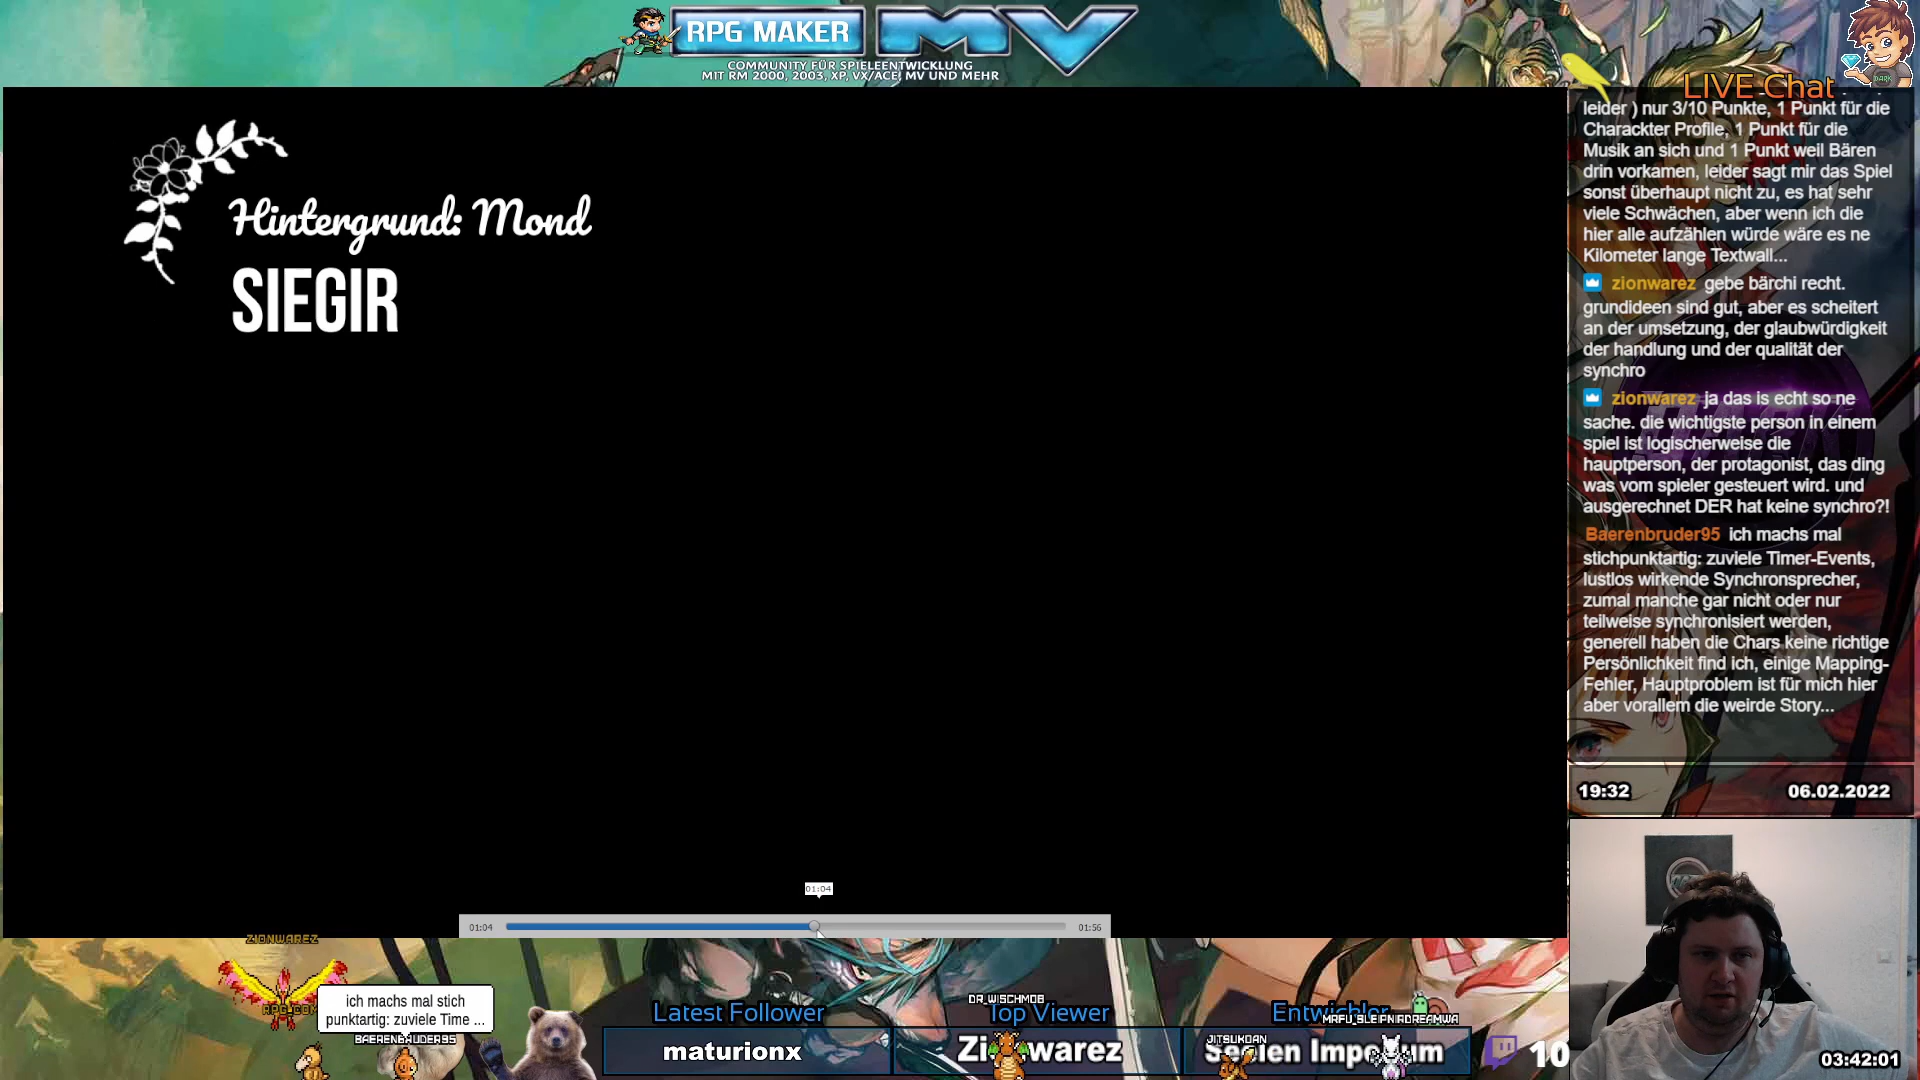 RPG MAKER MV
COMMUNITY FÜR SPIELEENTWICKLUNG
MIT RM 2000, 2003, XP, VX/ACE, MV UND MEHR
LIVE Chat
leider ) nur 3/10 Punkte, 1 Punkt für die
Charackter Profile, 1 Punkt für die
Musik an sich und 1 Punkt weil Bären
drin vorkamen, leider sagt mir das Spiel
sonst überhaupt nicht zu, es hat sehr
viele Schwächen, aber wenn ich die
hier alle aufzählen würde wäre es ne
Kilometer lange Textwall...
zionwarez gebe bärchi recht.
grundideen sind gut, aber es scheitert
an der umsetzung, der glaubwürdigkeit
der handlung und der qualität der
synchro
zionwarez ja das is echt so ne
sache. die wichtigste person in einem
spiel ist logischerweise die
hauptperson, der protagonist, das ding
was vom spieler gesteuert wird. und
ausgerechnet DER hat keine synchro?!
Baerenbruder95 ich machs mal
stichpunktartig: zuviele Timer-Events,
lustlos wirkende Synchronsprecher,
zumal manche gar nicht oder nur
teilweise synchronisiert werden,
generell haben die Chars keine richtige
Persönlichkeit find ich, einige Mapping-
Fehler, Hauptproblem ist für mich hier
aber vorallem die weirde Story...
19:32
06.02.2022
Hintergrund: Mond
SIEGIR
01:04
01:04
01:56
ZIONWAREZ
RPG COM
ich machs mal stich
punktartig: zuviele Time ...
BAERENBRUDER95
Latest Follower
maturionx
DR_WISCHMOB
Top Viewer
Entwickler
JITSUKDAN
10
03:42:01